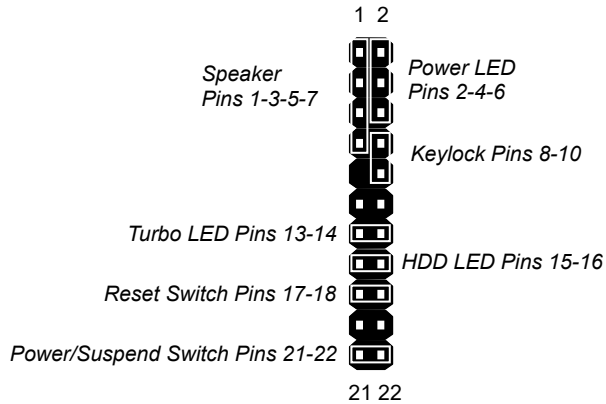 1 2
Speaker
Pins 1-3-5-7
Power LED
Pins 2-4-6
Keylock Pins 8-10
Turbo LED Pins 13-14
HDD LED Pins 15-16
Reset Switch Pins 17-18
Power/Suspend Switch Pins 21-22
21 22